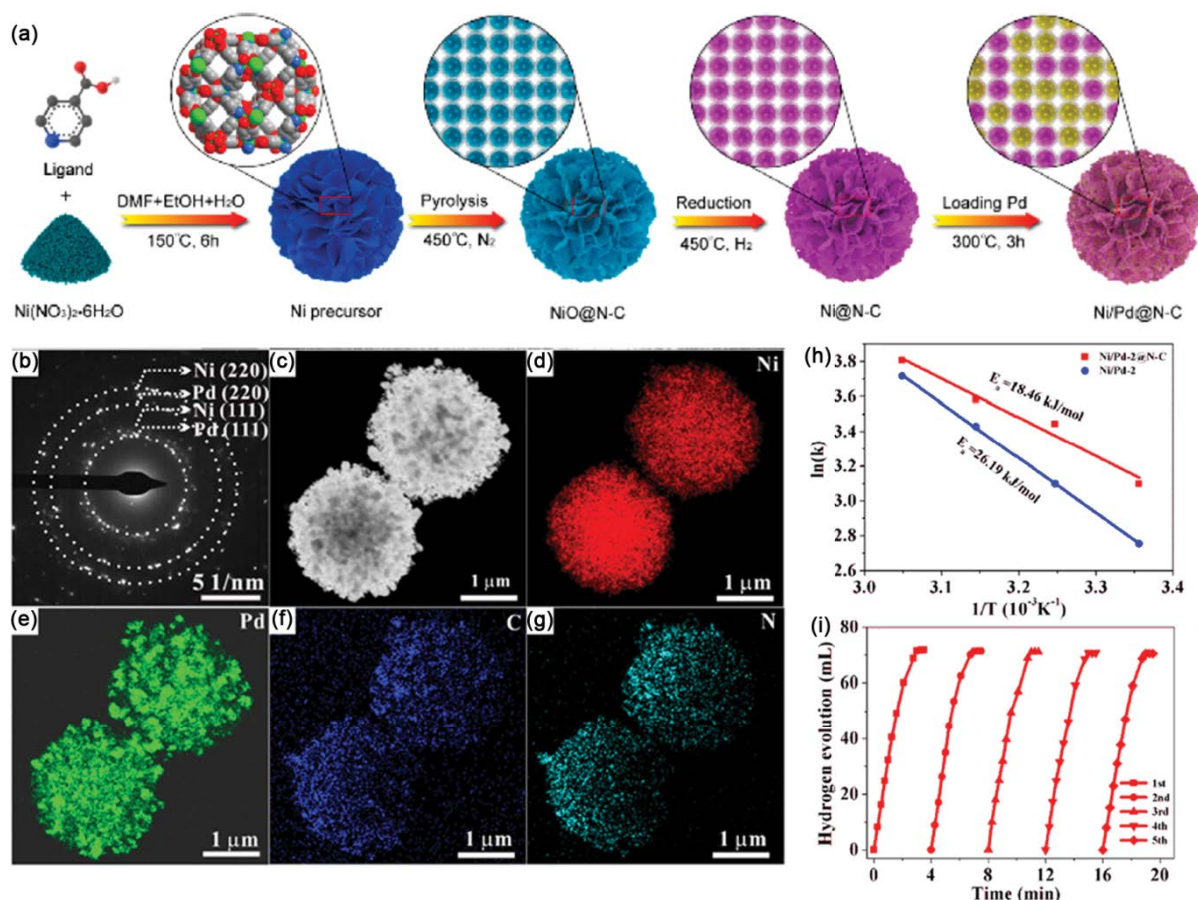 (a)
Ligand
+
Ni(NO₃)₂•6H₂O
DMF+EtOH+H₂O
150℃, 6h
Ni precursor
Pyrolysis
450℃, N₂
NiO@N-C
Reduction
450℃, H₂
Ni@N-C
Loading Pd
300℃, 3h
Ni/Pd@N-C
(b)
Ni (220)
Pd (220)
Ni (111)
Pd (111)
5 1/nm
(c)
1 μm
(d)
Ni
1 μm
(e)
Pd
1 μm
(f)
C
1 μm
(g)
N
1 μm
(h)
Ni/Pd-2@N-C
Ni/Pd-2
Eₐ=18.46 kJ/mol
Eₐ=26.19 kJ/mol
ln(k)
3.8
3.6
3.4
3.2
3.0
2.8
2.6
3.0 3.1 3.2 3.3 3.4
1/T (10⁻³K⁻¹)
(i)
Hydrogen evolution (mL)
80
60
40
20
0
1st
2nd
3rd
4th
5th
0 4 8 12 16 20
Time (min)